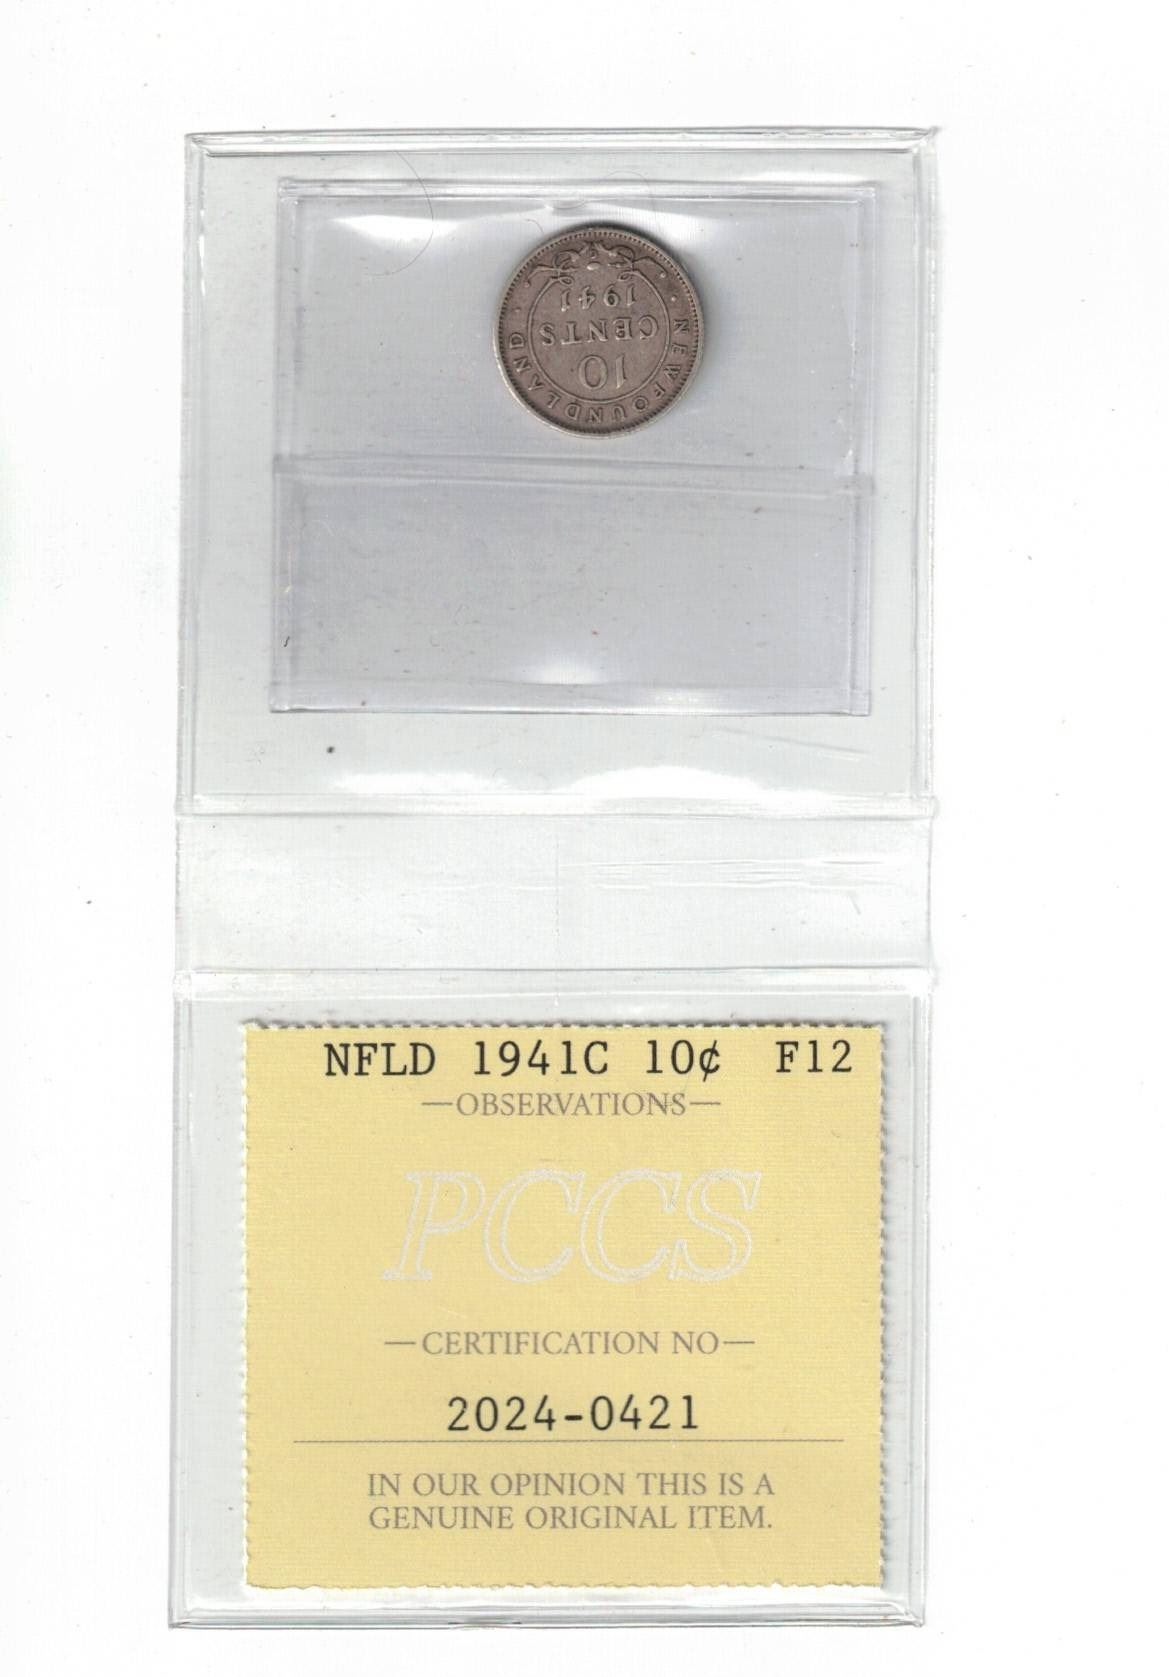 1941
CENTS
10
NEWFOUNDLAND
NFLD 1941C 10¢ F12
—OBSERVATIONS—
PCCS
—CERTIFICATION NO—
2024-0421
IN OUR OPINION THIS IS A
GENUINE ORIGINAL ITEM.